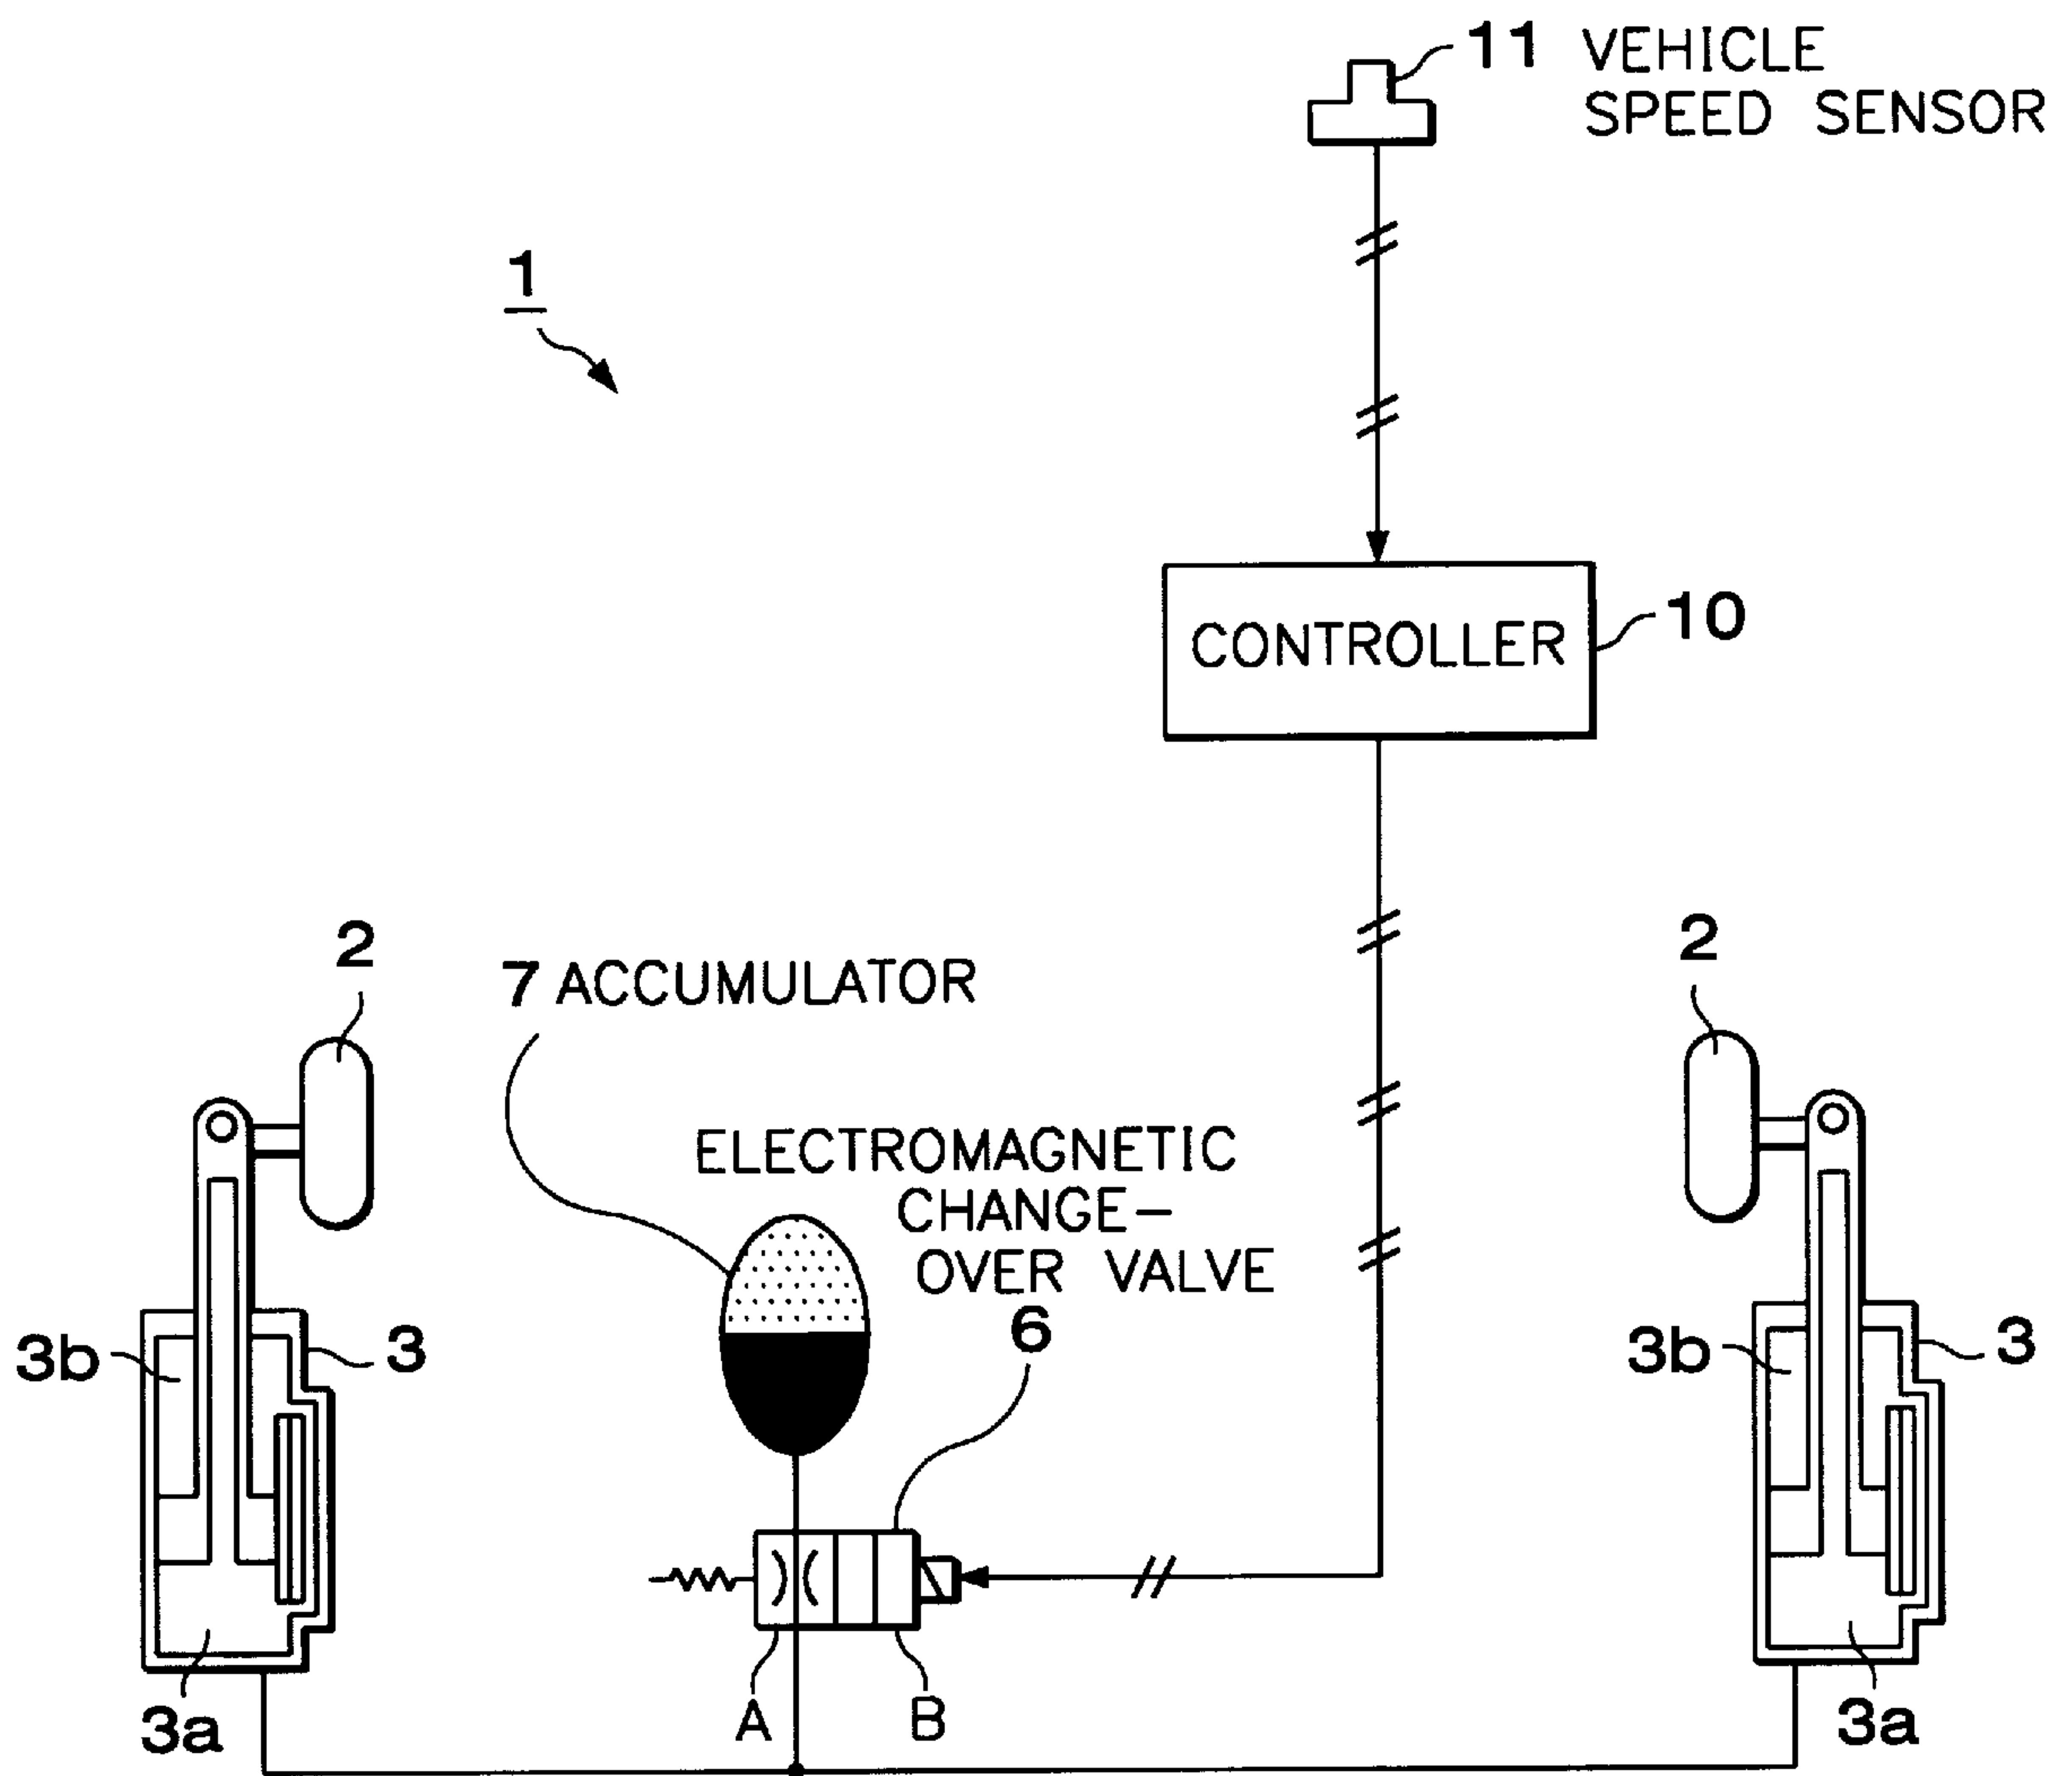 11 VEHICLE
SPEED SENSOR
1
CONTROLLER
10
2
2
7 ACCUMULATOR
ELECTROMAGNETIC
CHANGE-
OVER VALVE
6
3b
3
3b
3
A
B
3a
3a